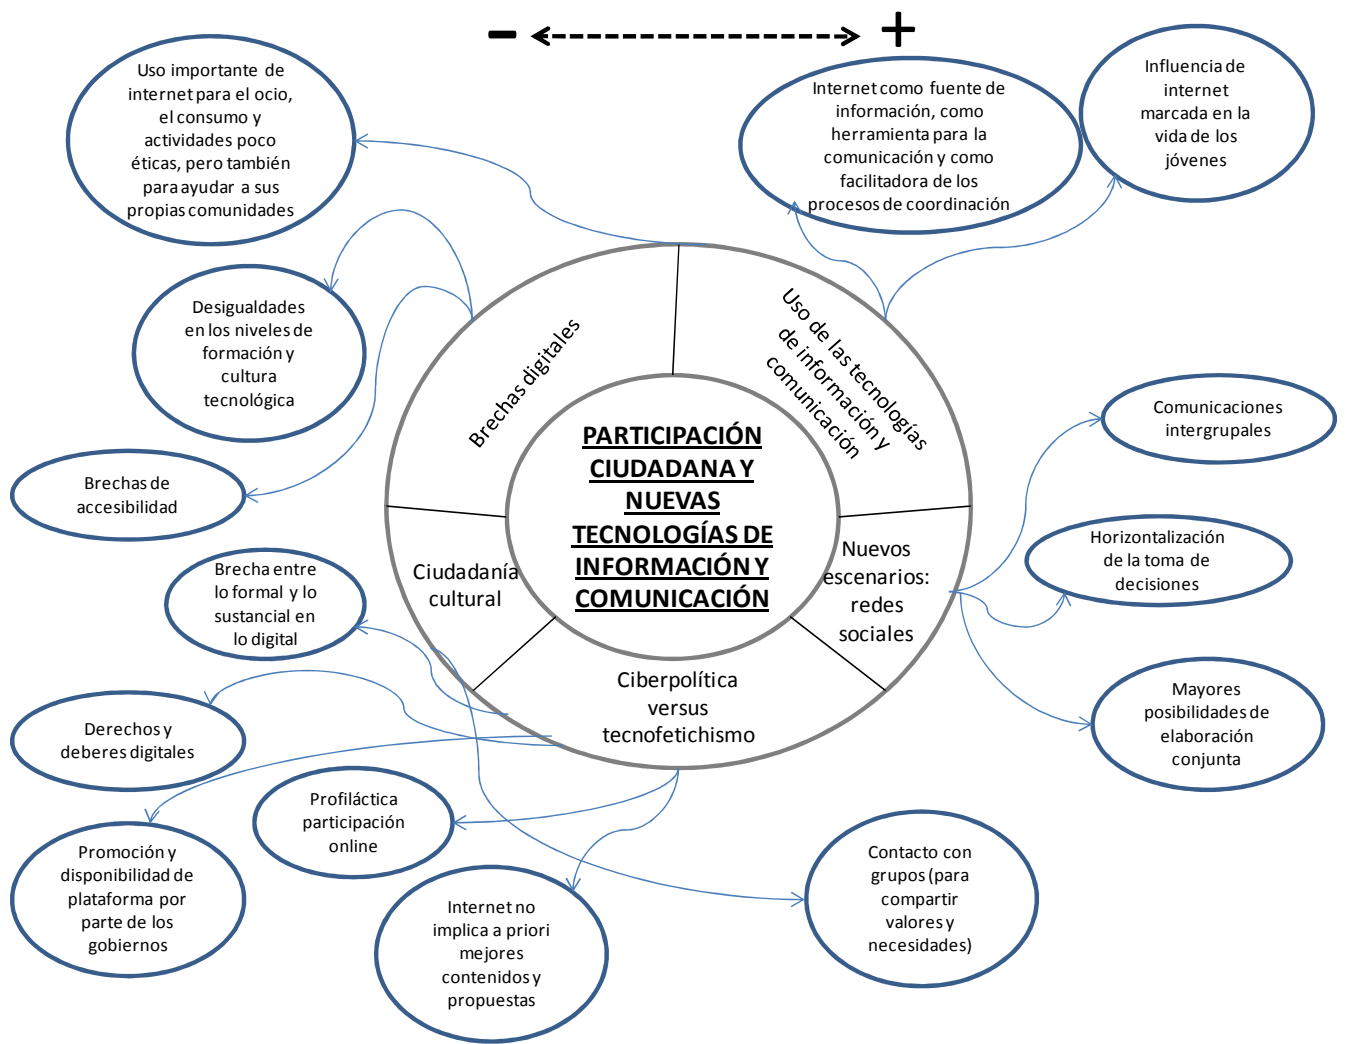 -
+
Uso importante de
internet para el ocio,
el consumo y
actividades poco
éticas, pero también
para ayudar a sus
propias comunidades
Internet como fuente de
información, como
herramienta para la
comunicación y como
facilitadora de los
procesos de coordinación
Influencia de
internet
marcada en la
vida de los
jóvenes
Desigualdades
en los niveles de
formación y
cultura
tecnológica
Brechas digitales
Uso de las tecnologías
de información y
comunicación
Brechas de
accesibilidad
PARTICIPACIÓN
CIUDADANA Y
NUEVAS
TECNOLOGÍAS DE
INFORMACIÓN Y
COMUNICACIÓN
Comunicaciones
intergrupales
Horizontalización
de la toma de
decisiones
Nuevos
escenarios:
redes
sociales
Ciudadanía
cultural
Brecha entre
lo formal y lo
sustancial en
lo digital
Ciberpolítica
versus
tecnofetichismo
Mayores
posibilidades de
elaboración
conjunta
Derechos y
deberes digitales
Profiláctica
participación
online
Promoción y
disponibilidad de
plataforma por
parte de los
gobiernos
Internet no
implica a priori
mejores
contenidos y
propuestas
Contacto con
grupos (para
compartir
valores y
necesidades)